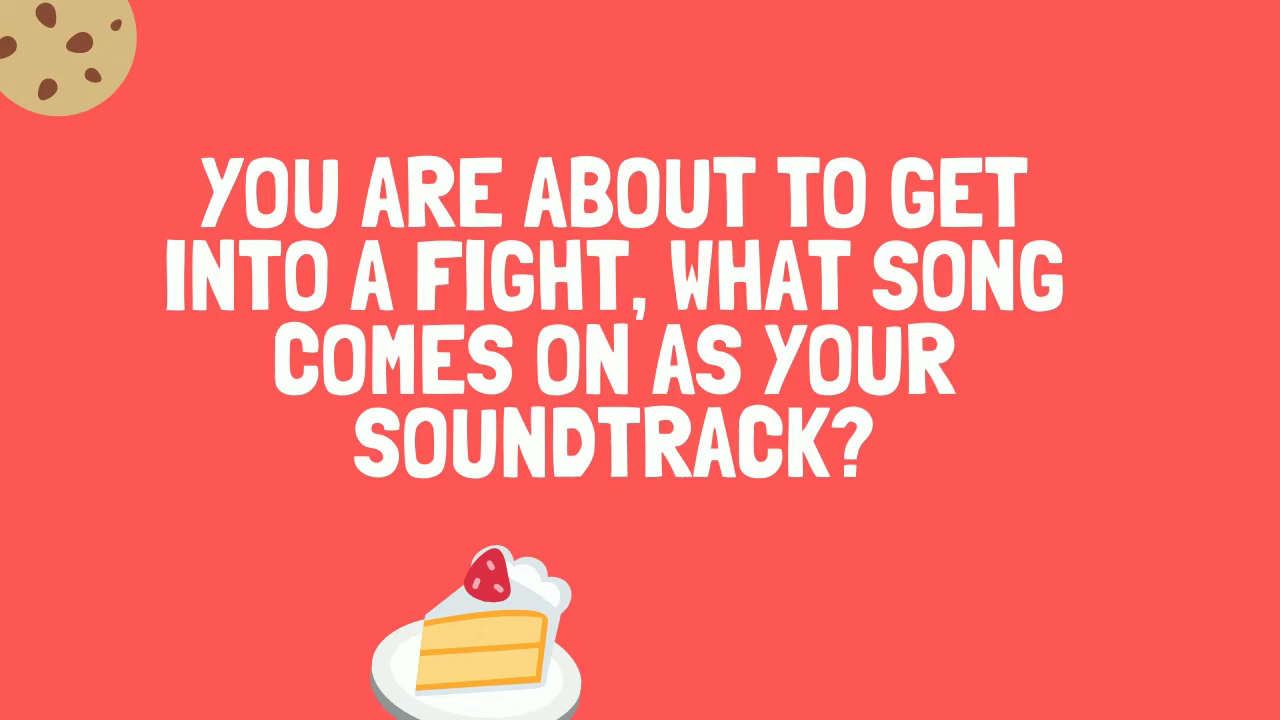 YOU ARE ABOUT TO GET
INTO A FIGHT, WHAT SONG
COMES ON AS YOUR
SOUNDTRACK?